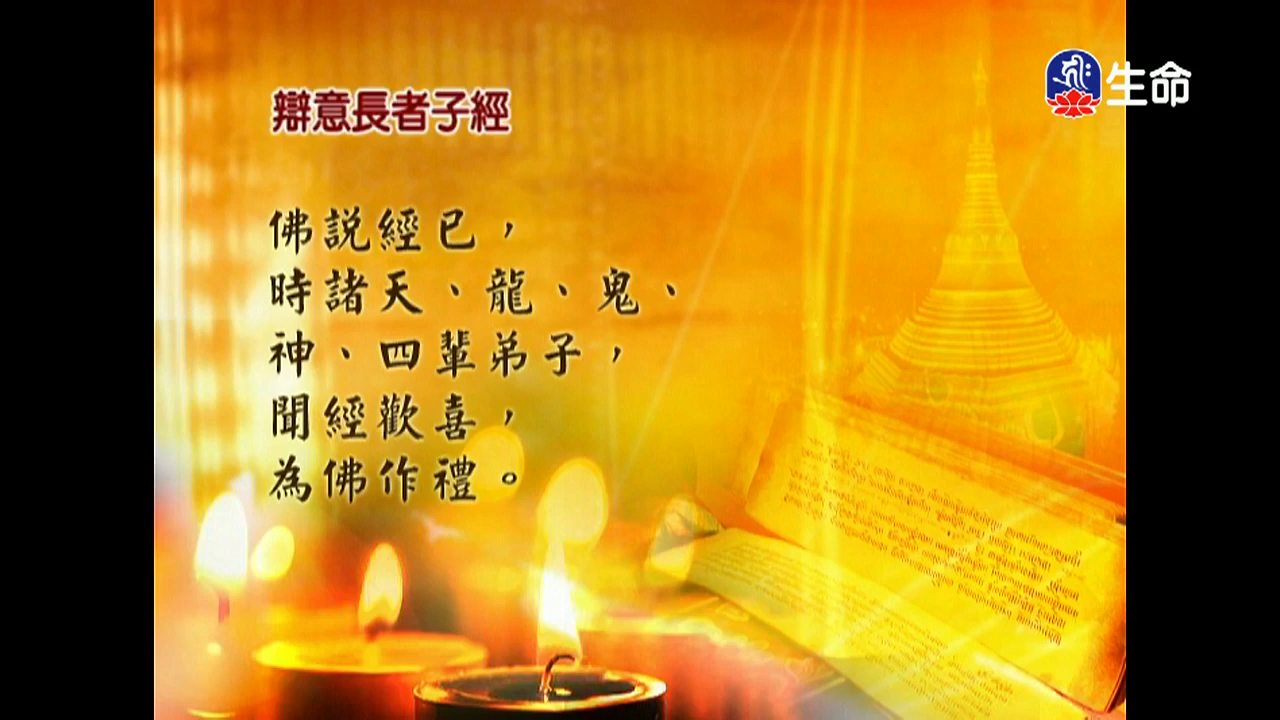 辯意長者子經
生命
佛說經已，
時諸天、龍、鬼、
神、四輩弟子，
聞經歡喜，
為佛作禮。